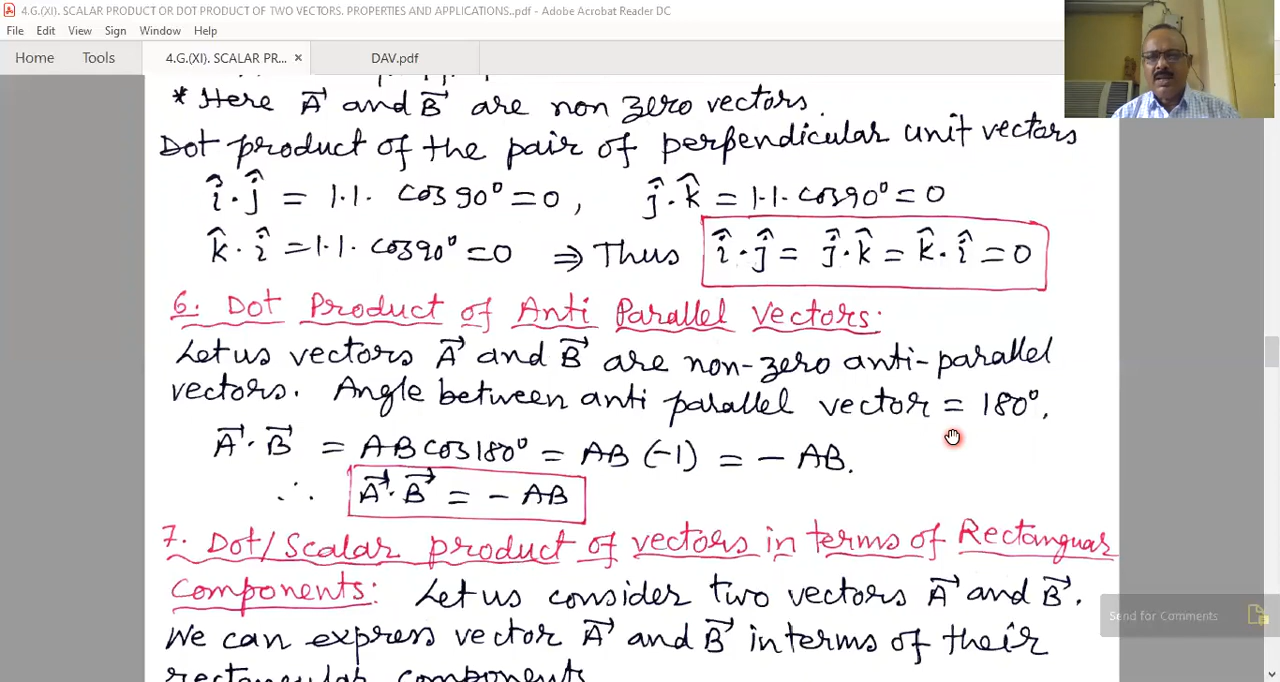 4.G.(XI). SCALAR PRODUCT OR DOT PRODUCT OF TWO VECTORS. PROPERTIES AND APPLICATIONS..pdf - Adobe Acrobat Reader DC
File Edit View Sign Window Help
Home Tools 4.G.(XI). SCALAR PR... × DAV.pdf
* Here A⃗ and B⃗ are non zero vectors.
Dot product of the pair of perpendicular unit vectors
î·ĵ = 1·1· cos 90° = 0, ĵ·k̂ = 1·1· cos90° = 0
k̂·î = 1·1· cos90° = 0 ⇒ Thus î·ĵ = ĵ·k̂ = k̂·î = 0
6. Dot Product of Anti Parallel Vectors:
Let us vectors A⃗ and B⃗ are non-zero anti-parallel
vectors. Angle between anti parallel vector = 180°.
A⃗·B⃗ = AB cos180° = AB (-1) = - AB.
∴ A⃗·B⃗ = - AB
7. Dot/Scalar product of vectors in terms of Rectanguar
Components: Let us consider two vectors A⃗ and B⃗.
We can express vector A⃗ and B⃗ in terms of their
rectangular components
Send for Comments